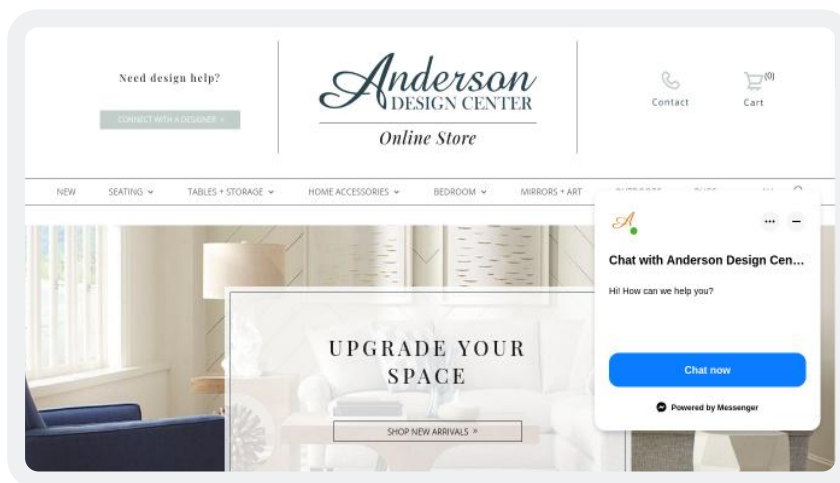 Need design help?
CONNECT WITH A DESIGNER »
Anderson
DESIGN CENTER
Online Store
Contact
(0)
Cart
NEW SEATING TABLES + STORAGE HOME ACCESSORIES BEDROOM MIRRORS + ART
UPGRADE YOUR
SPACE
SHOP NEW ARRIVALS »
A
Chat with Anderson Design Cen...
Hi! How can we help you?
Chat now
Powered by Messenger